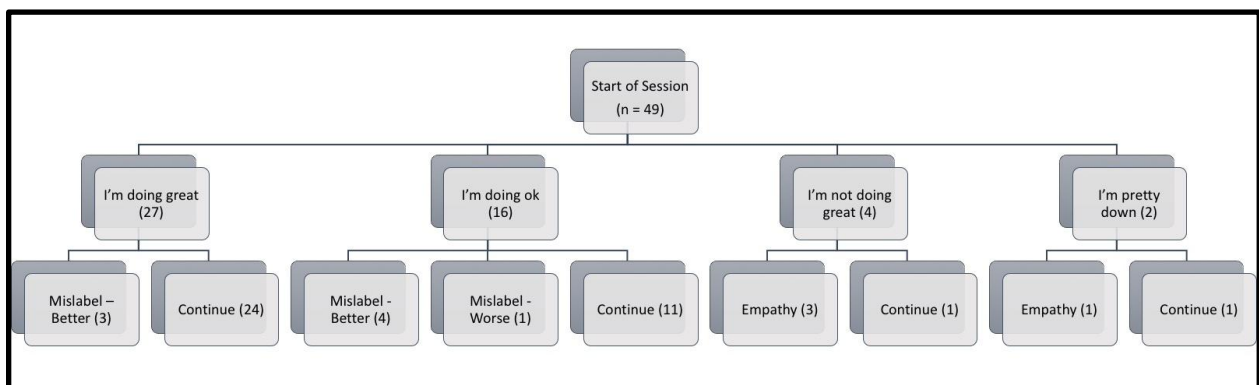 Start of Session
(n = 49)
I'm doing great
(27)
I'm doing ok
(16)
I'm not doing
great (4)
I'm pretty
down (2)
Mislabel –
Better (3)
Continue (24)
Mislabel -
Better (4)
Mislabel -
Worse (1)
Continue (11)
Empathy (3)
Continue (1)
Empathy (1)
Continue (1)